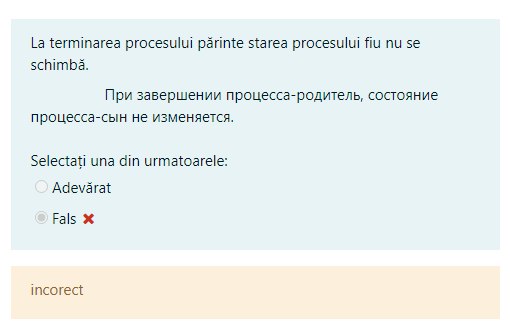 La terminarea procesului părinte starea procesului fiu nu se
schimbă.
При завершении процесса-родитель, состояние
процесса-сын не изменяется.
Selectați una din urmatoarele:
Adevărat
Fals ✖
incorect